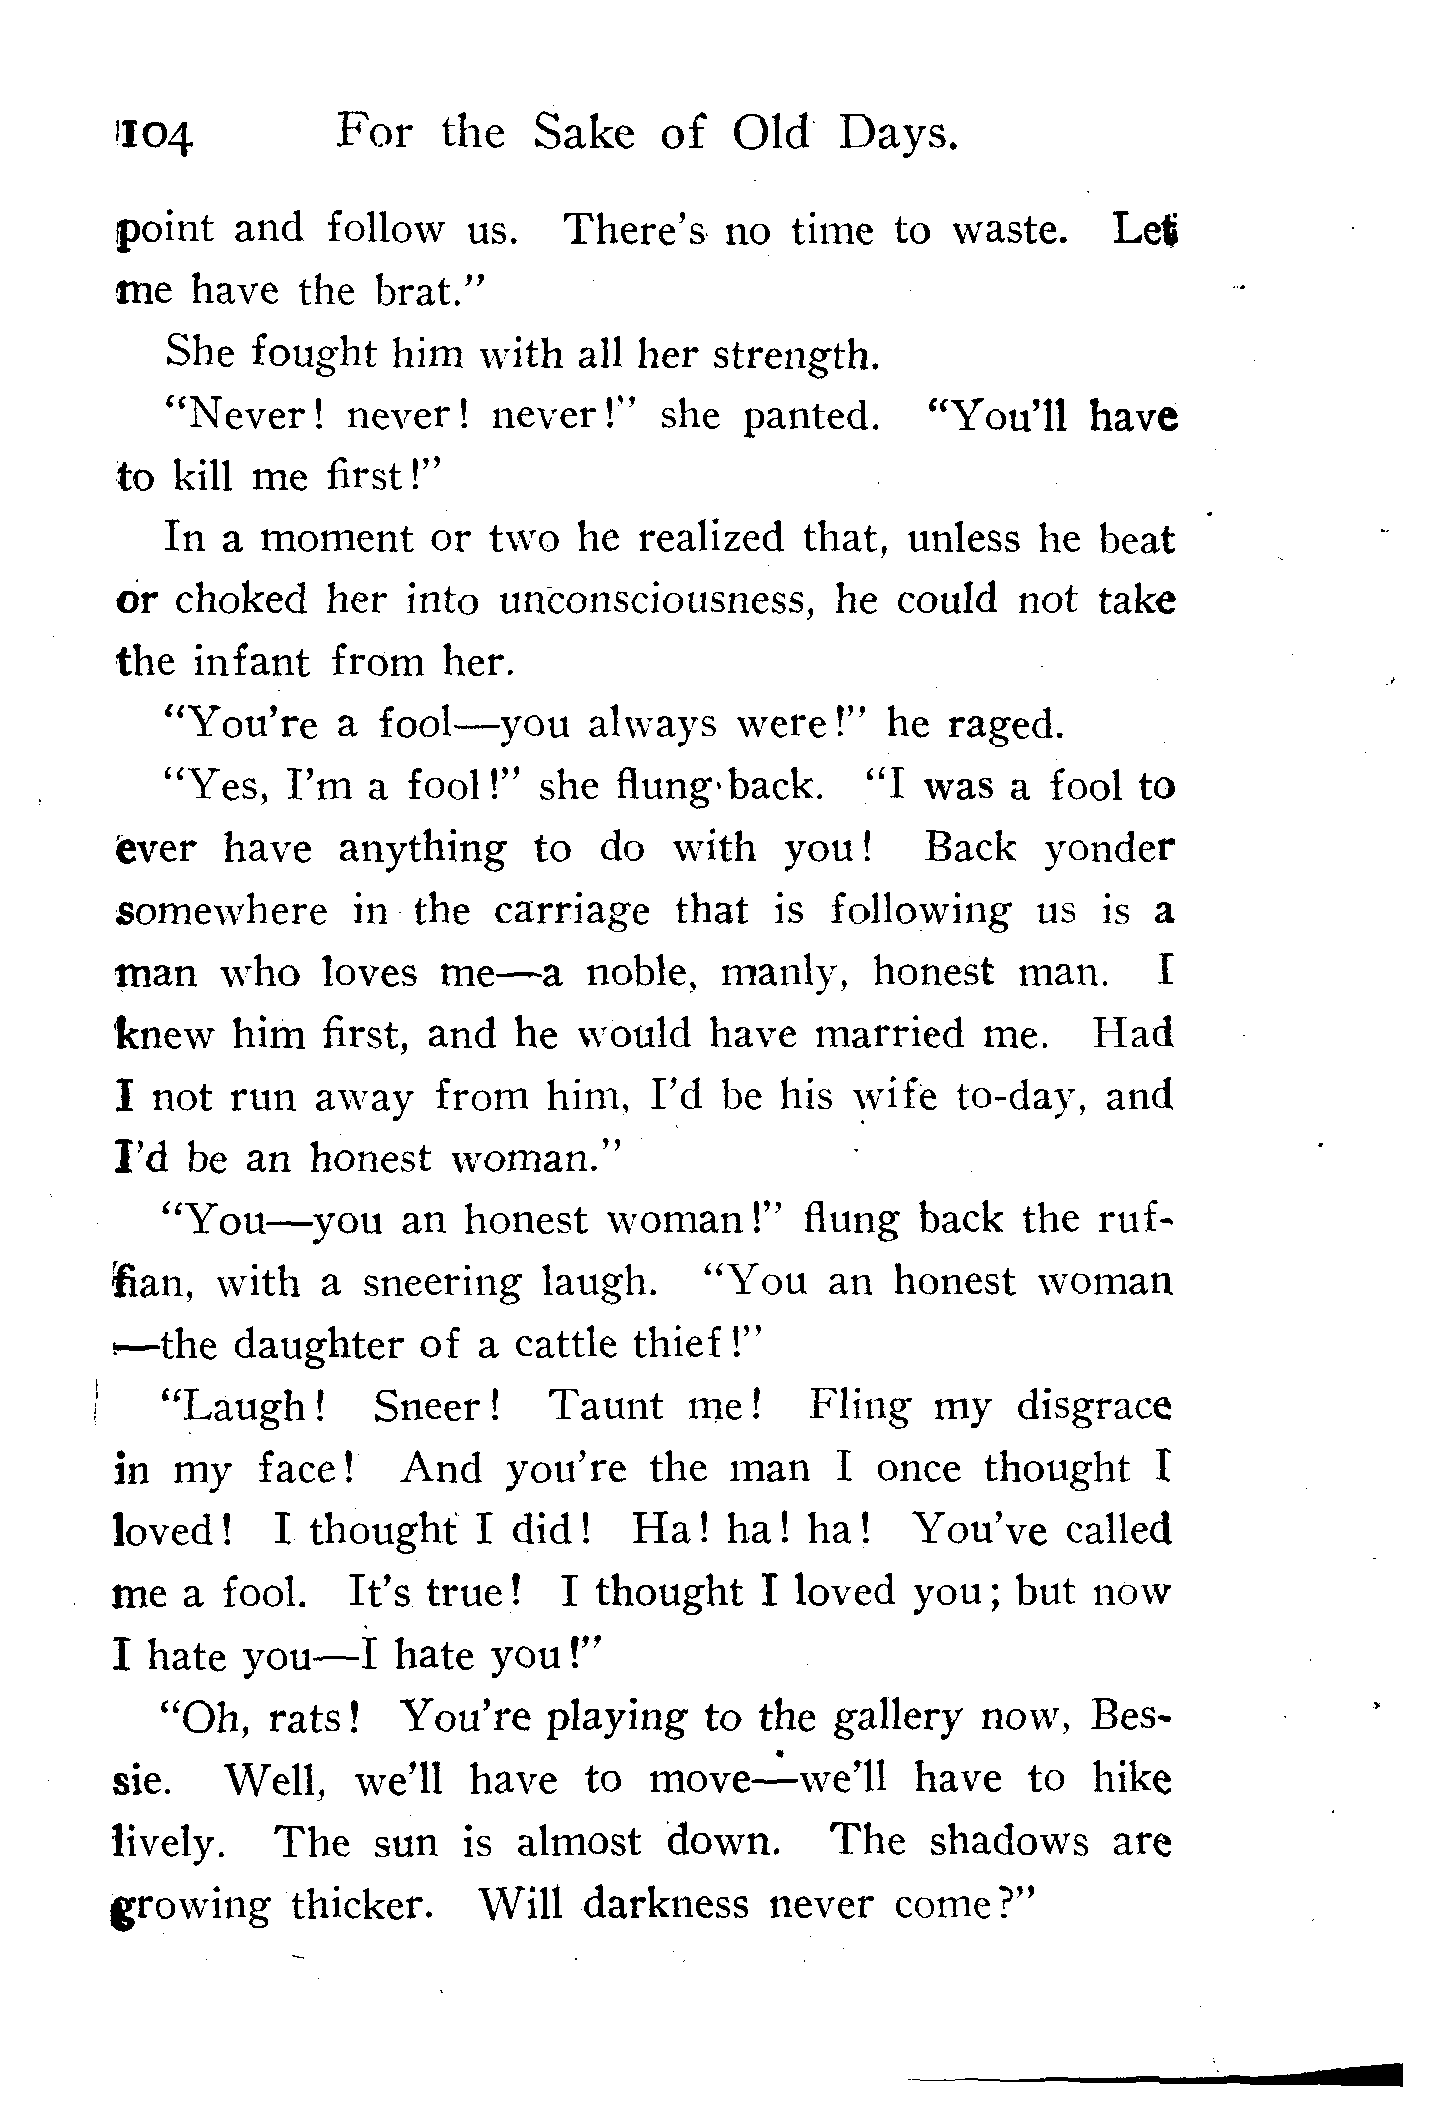 104 For the Sake of Old Days.
point and follow us. There's no time to waste. Let
me have the brat."
She fought him with all her strength.
"Never! never! never!" she panted. "You'll have
to kill me first!"
In a moment or two he realized that, unless he beat
or choked her into unconsciousness, he could not take
the infant from her.
"You're a fool—you always were!" he raged.
"Yes, I'm a fool!" she flung back. "I was a fool to
ever have anything to do with you! Back yonder
somewhere in the carriage that is following us is a
man who loves me—a noble, manly, honest man. I
knew him first, and he would have married me. Had
I not run away from him, I'd be his wife to-day, and
I'd be an honest woman."
"You—you an honest woman!" flung back the ruf-
fian, with a sneering laugh. "You an honest woman
—the daughter of a cattle thief!"
"Laugh! Sneer! Taunt me! Fling my disgrace
in my face! And you're the man I once thought I
loved! I thought I did! Ha! ha! ha! You've called
me a fool. It's true! I thought I loved you; but now
I hate you—I hate you!"
"Oh, rats! You're playing to the gallery now, Bes-
sie. Well, we'll have to move—we'll have to hike
lively. The sun is almost down. The shadows are
growing thicker. Will darkness never come?"